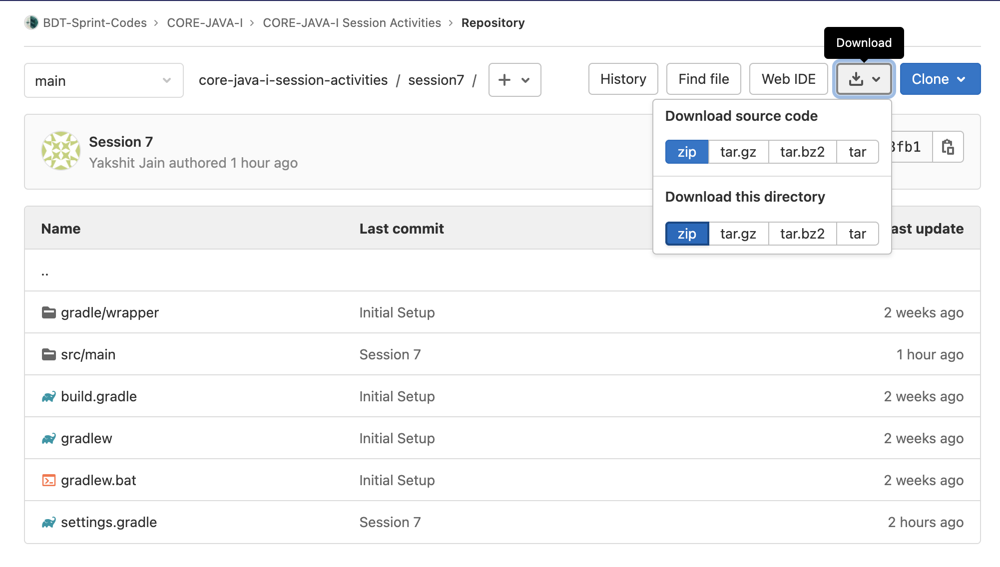 BDT-Sprint-Codes > CORE-JAVA-I > CORE-JAVA-I Session Activities > Repository
Download
main
core-java-i-session-activities / session7 /
History
Find file
Web IDE
Clone
Download source code
zip tar.gz tar.bz2 tar
Download this directory
zip tar.gz tar.bz2 tar
Session 7
Yakshit Jain authored 1 hour ago
fb1
Name Last commit ast update
..
gradle/wrapper Initial Setup 2 weeks ago
src/main Session 7 1 hour ago
build.gradle Initial Setup 2 weeks ago
gradlew Initial Setup 2 weeks ago
gradlew.bat Initial Setup 2 weeks ago
settings.gradle Session 7 2 hours ago